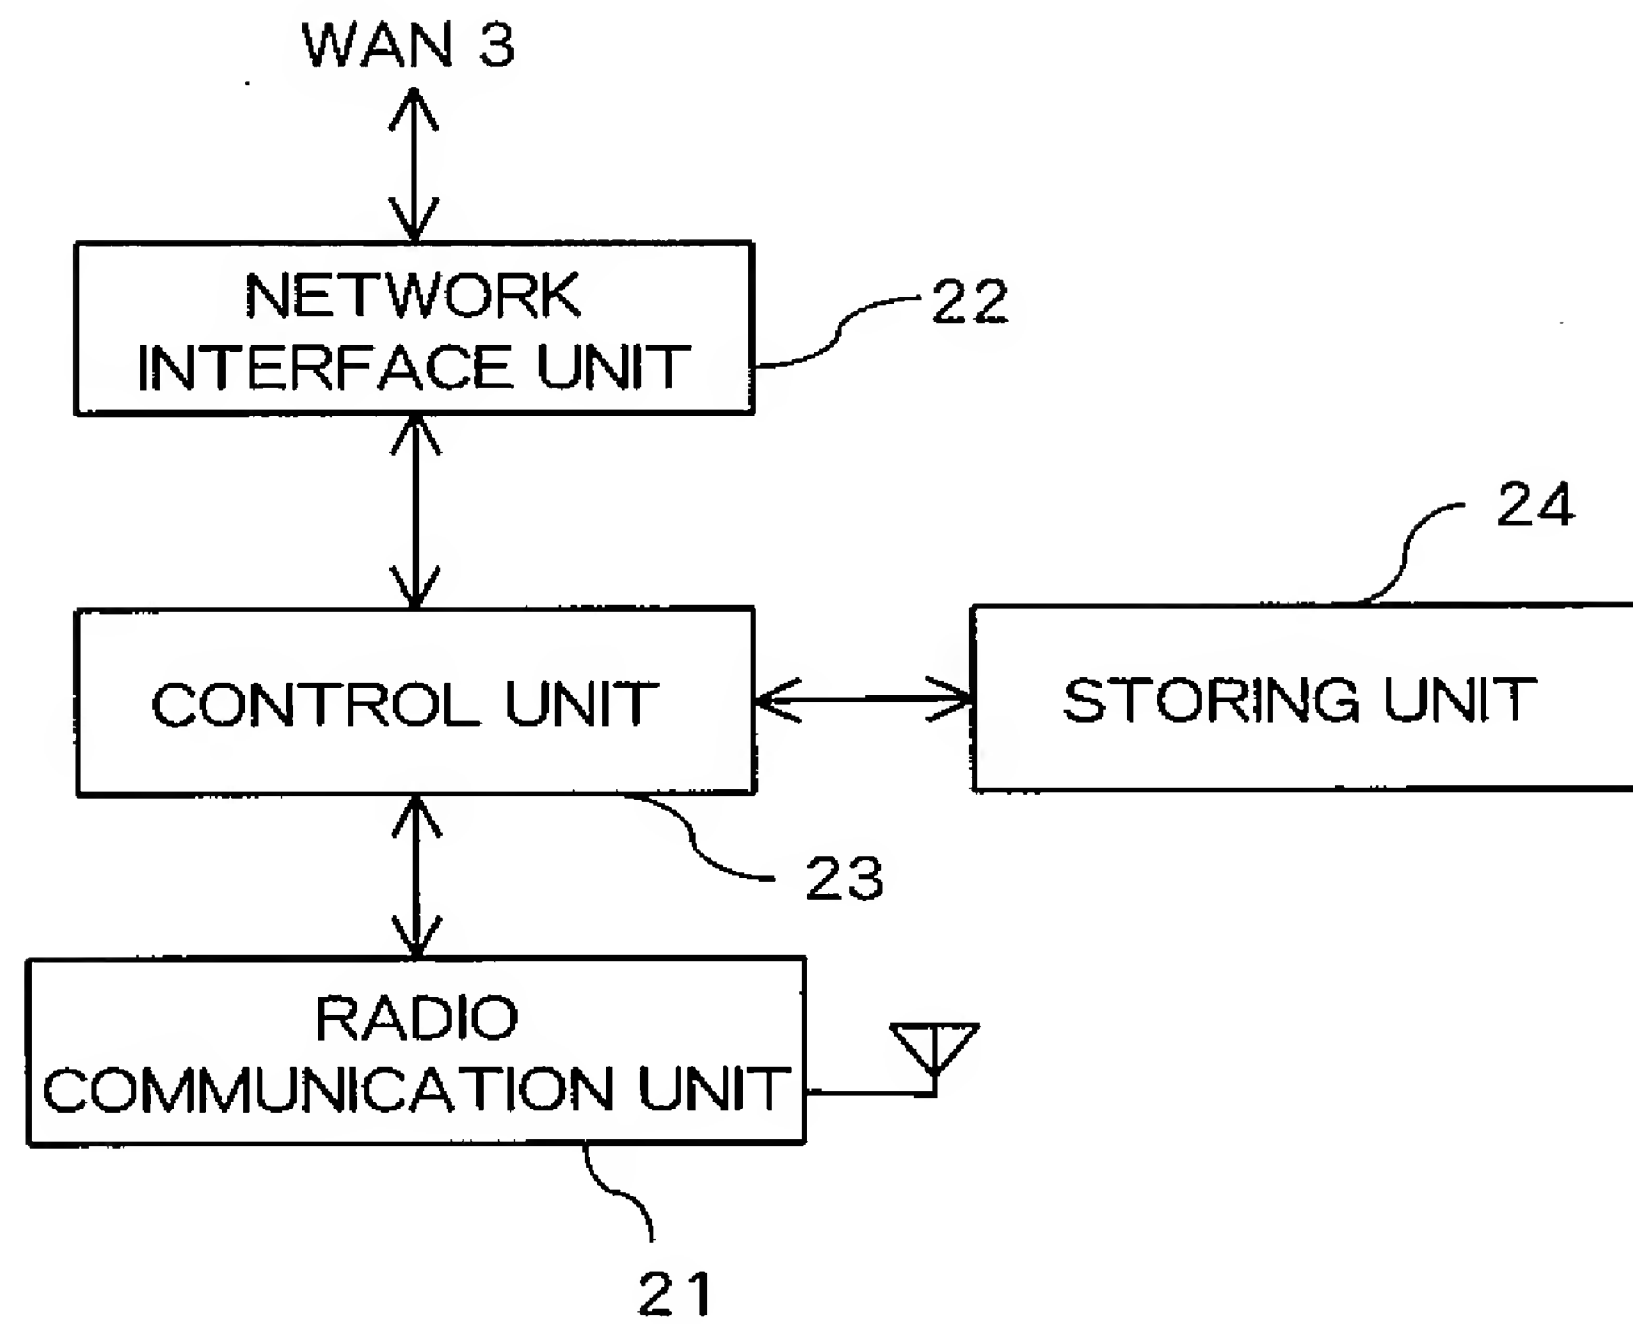 WAN 3
NETWORK
INTERFACE UNIT
22
24
CONTROL UNIT
STORING UNIT
23
RADIO
COMMUNICATION UNIT
21